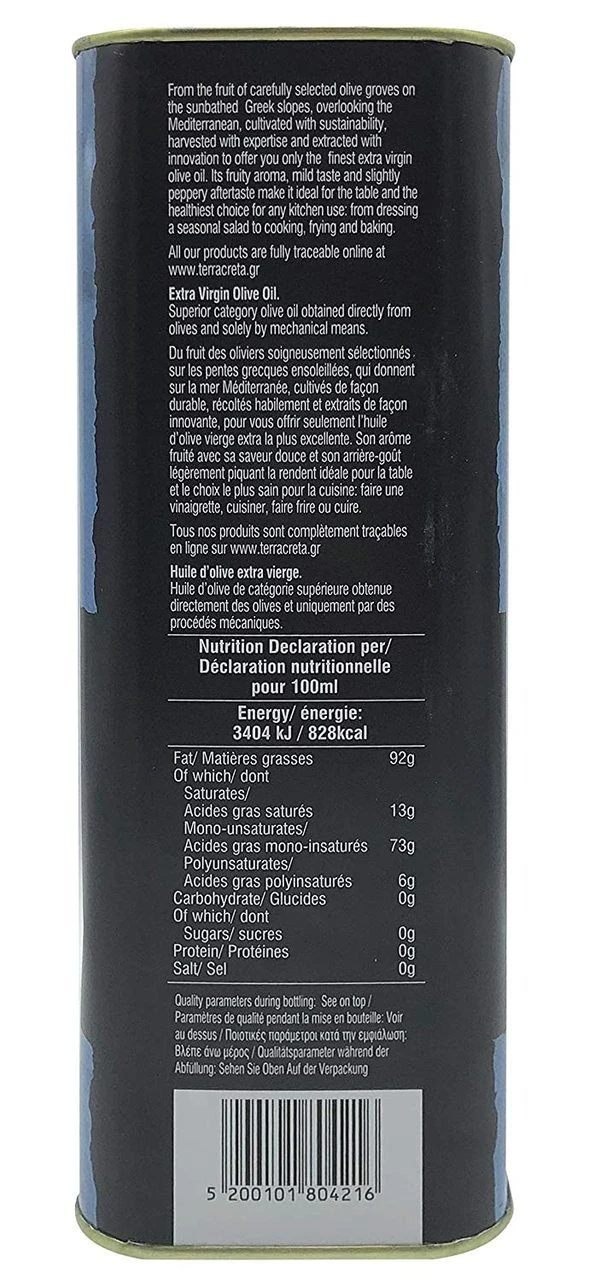 From the fruit of carefully selected olive groves on
the sunbathed Greek slopes, overlooking the
Mediterranean, cultivated with sustainability,
harvested with expertise and extracted with
innovation to offer you only the finest extra virgin
olive oil. Its fruity aroma, mild taste and slightly
peppery aftertaste make it ideal for the table and the
healthiest choice for any kitchen use: from dressing
a seasonal salad to cooking, frying and baking.
All our products are fully traceable online at
www.terracreta.gr
Extra Virgin Olive Oil.
Superior category olive oil obtained directly from
olives and solely by mechanical means.
Du fruit des oliviers soigneusement sélectionnés
sur les pentes grecques ensoleillées, qui donnent
sur la mer Méditerranée, cultivés de façon
durable, récoltés habilement et extraits de façon
innovante, pour vous offrir seulement l'huile
d'olive vierge extra la plus excellente. Son arôme
fruité avec sa saveur douce et son arrière-goût
légèrement piquant la rendent idéale pour la table
et le choix le plus sain pour la cuisine: faire une
vinaigrette, cuisiner, faire frire ou cuire.
Tous nos produits sont complètement traçables
en ligne sur www.terracreta.gr
Huile d'olive extra vierge.
Huile d'olive de catégorie supérieure obtenue
directement des olives et uniquement par des
procédés mécaniques.
Nutrition Declaration per/
Déclaration nutritionnelle
pour 100ml
Energy/ énergie:
3404 kJ / 828kcal
Fat/ Matières grasses 92g
Of which/ dont
Saturates/
Acides gras saturés 13g
Mono-unsaturates/
Acides gras mono-insaturés 73g
Polyunsaturates/
Acides gras polyinsaturés 6g
Carbohydrate/ Glucides 0g
Of which/ dont
Sugars/ sucres 0g
Protein/ Protéines 0g
Salt/ Sel 0g
Quality parameters during bottling: See on top /
Paramètres de qualité pendant la mise en bouteille: Voir
au dessus / Ποιοτικές παράμετροι κατά την εμφιάλωση:
Βλέπε άνω μέρος / Qualitätsparameter während der
Abfüllung: Sehen Sie Oben Auf der Verpackung
5 200101 804216